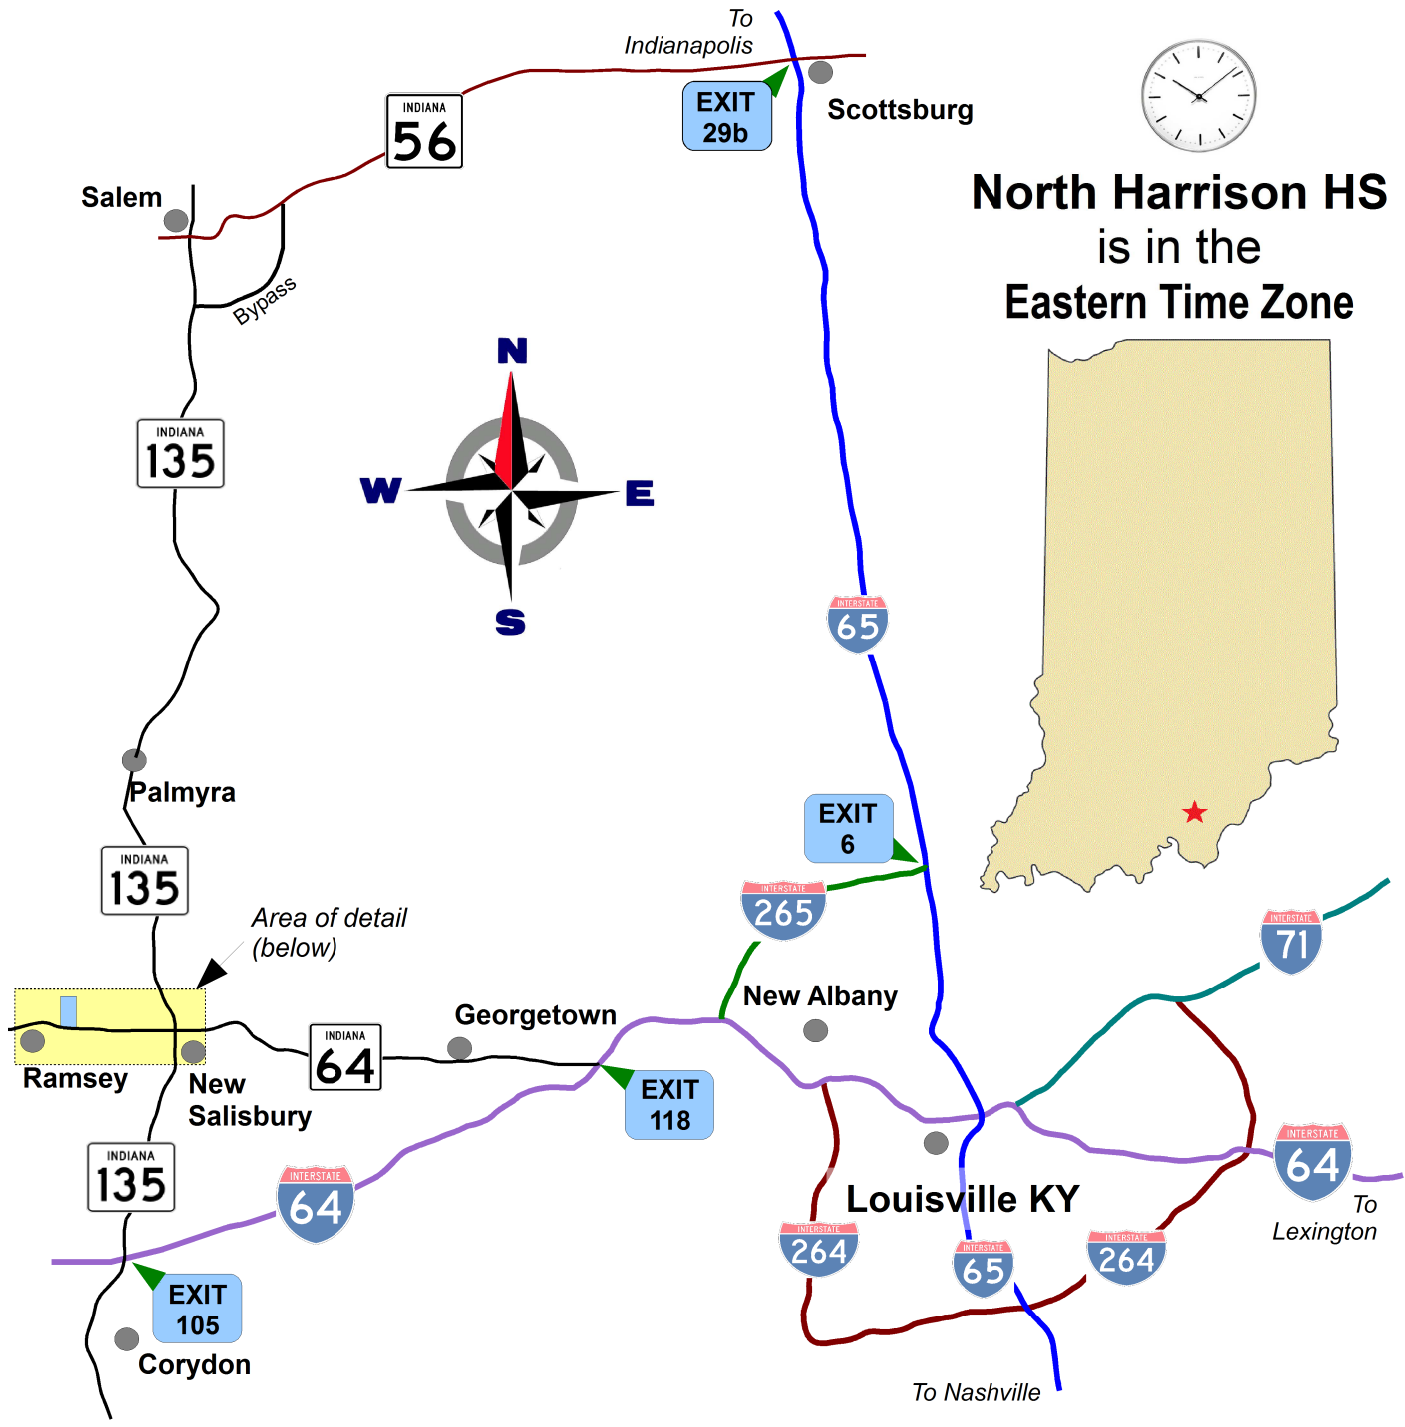 To
Indianapolis
EXIT
29b
Scottsburg
INDIANA
56
Salem
Bypass
North Harrison HS
is in the
Eastern Time Zone
N
W
E
S
INDIANA
135
INTERSTATE
65
Palmyra
EXIT
6
INDIANA
135
INTERSTATE
265
Area of detail
(below)
INTERSTATE
71
New Albany
Georgetown
INDIANA
64
Ramsey
New
Salisbury
EXIT
118
INDIANA
135
INTERSTATE
64
INTERSTATE
64
Louisville KY
To
Lexington
INTERSTATE
264
INTERSTATE
65
INTERSTATE
264
EXIT
105
Corydon
To Nashville